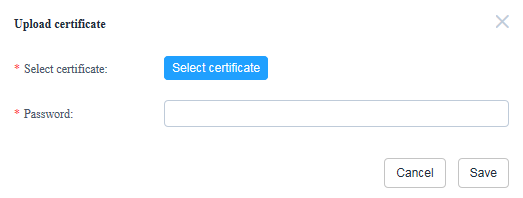 Upload certificate
* Select certificate: Select certificate
* Password:
Cancel Save